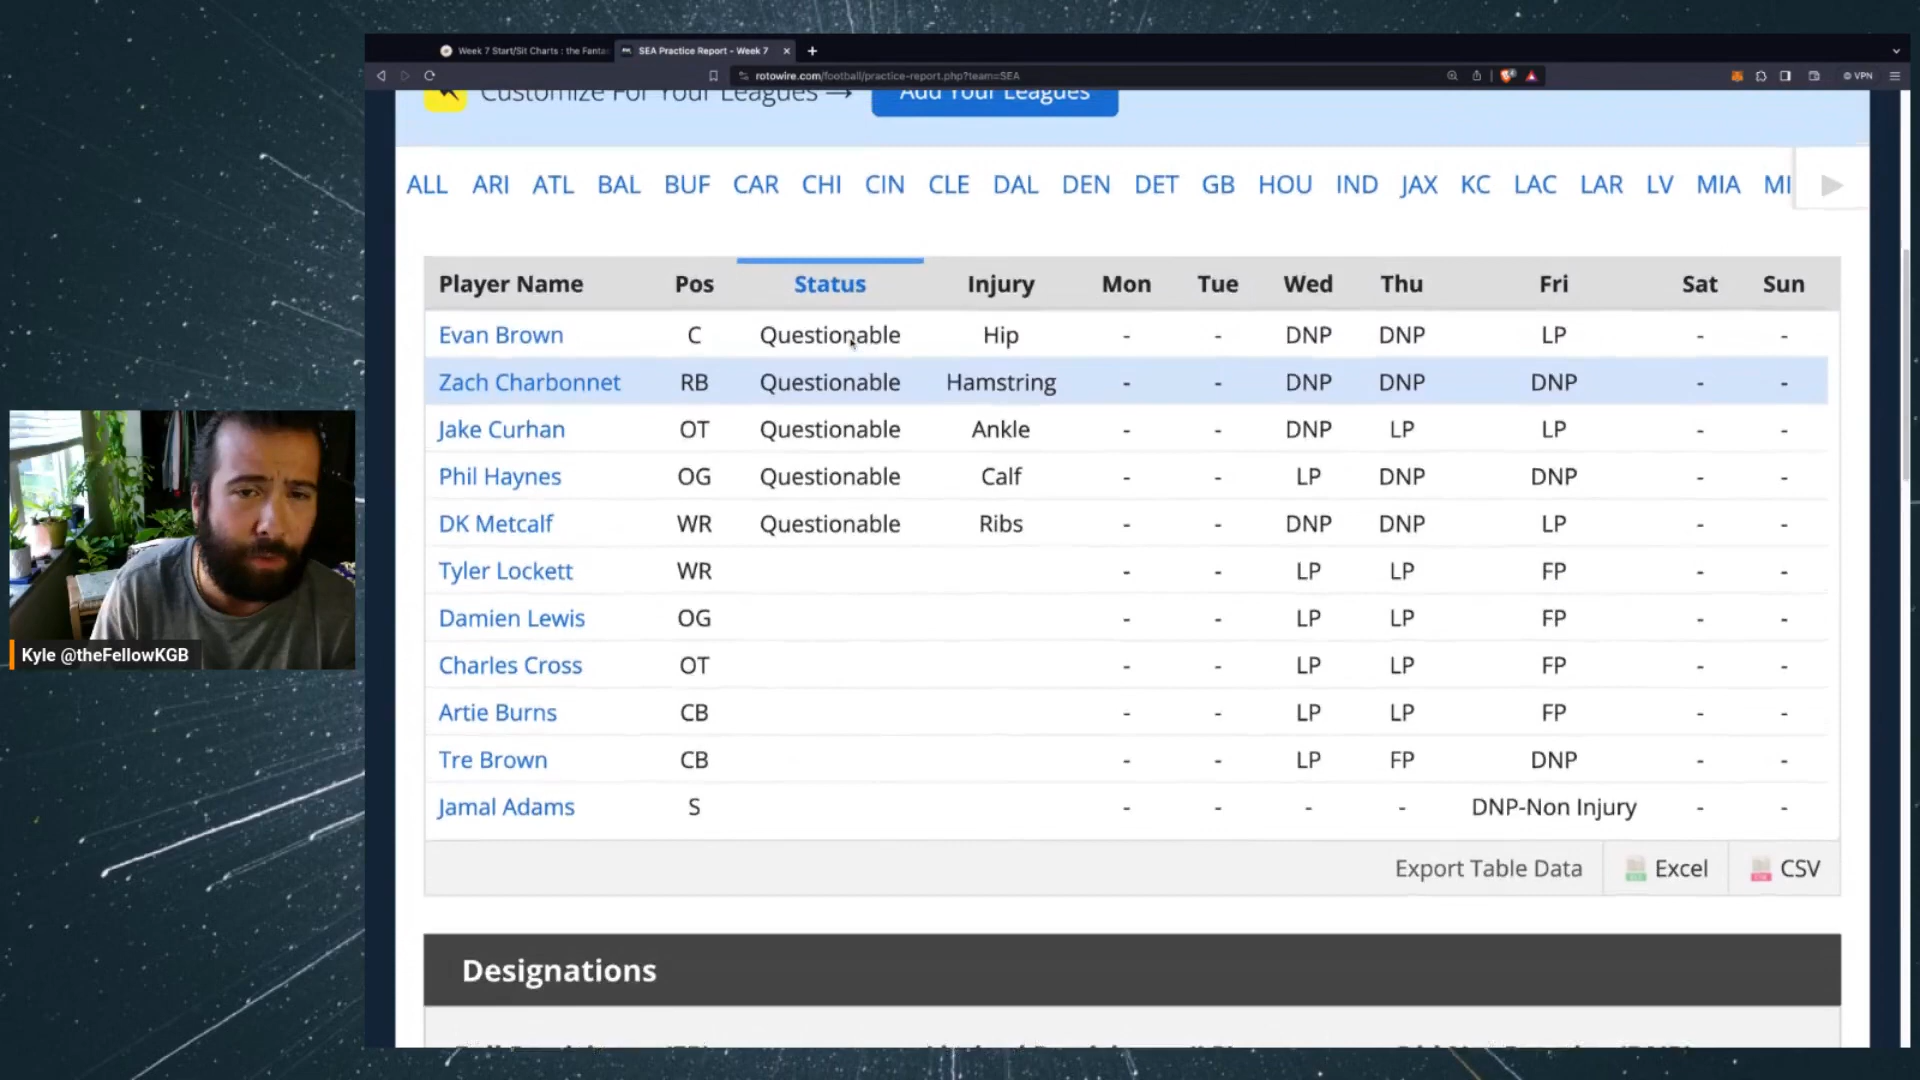 Week 7 Start/Sit Charts : the Fanta
SEA Practice Report - Week 7
rotowire.com/football/practice-report.php?team=SEA
VPN
Customize For Your Leagues → Add Your Leagues
ALL ARI ATL BAL BUF CAR CHI CIN CLE DAL DEN DET GB HOU IND JAX KC LAC LAR LV MIA MI
Player Name Pos Status Injury Mon Tue Wed Thu Fri Sat Sun
Evan Brown C Questionable Hip - - DNP DNP LP - -
Zach Charbonnet RB Questionable Hamstring - - DNP DNP DNP - -
Jake Curhan OT Questionable Ankle - - DNP LP LP - -
Phil Haynes OG Questionable Calf - - LP DNP DNP - -
DK Metcalf WR Questionable Ribs - - DNP DNP LP - -
Tyler Lockett WR - - LP LP FP - -
Damien Lewis OG - - LP LP FP - -
Charles Cross OT - - LP LP FP - -
Artie Burns CB - - LP LP FP - -
Tre Brown CB - - LP FP DNP - -
Jamal Adams S - - - - DNP-Non Injury - -
Export Table Data Excel CSV
Designations
Kyle @theFellowKGB